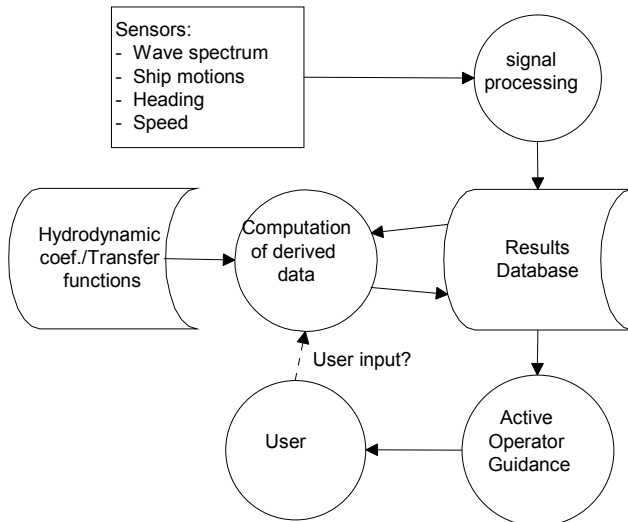 Sensors:
- Wave spectrum
- Ship motions
- Heading
- Speed
signal
processing
Hydrodynamic
coef./Transfer
functions
Computation
of derived
data
Results
Database
User input?
User
Active
Operator
Guidance